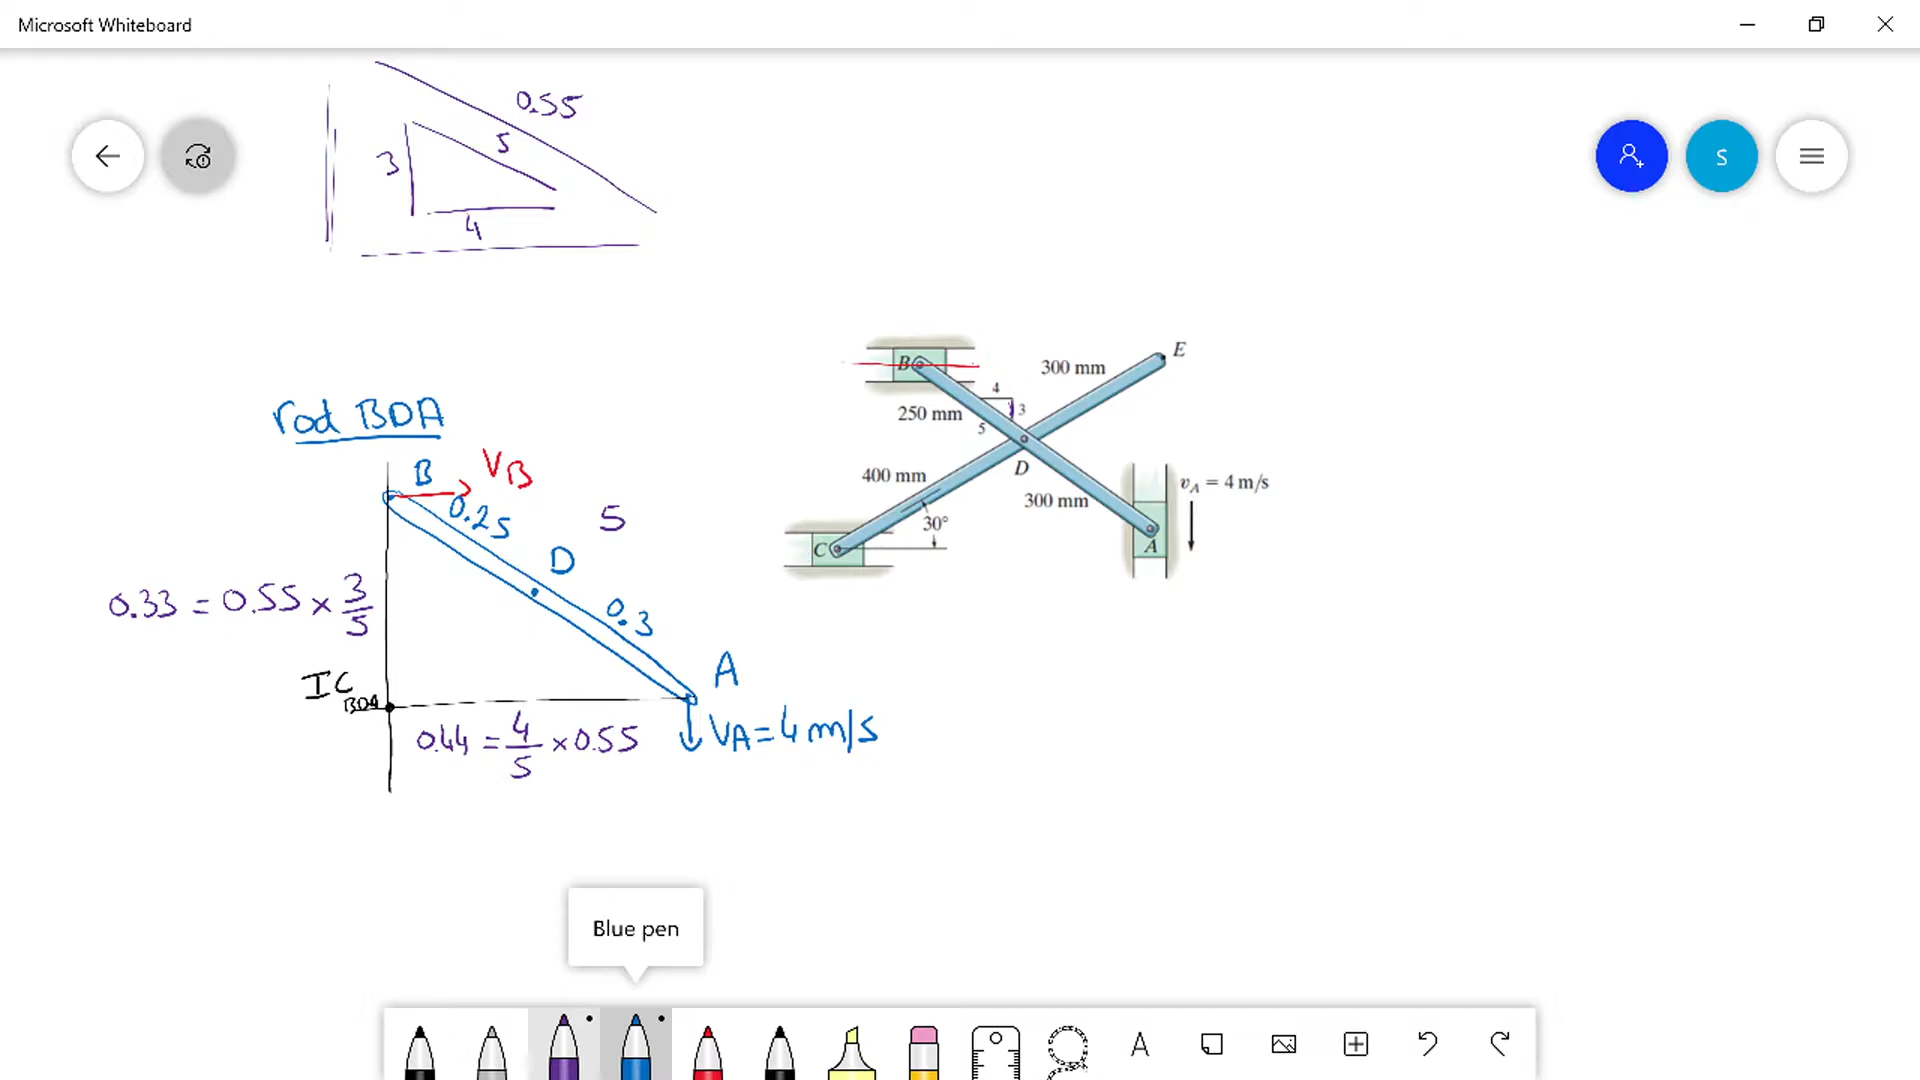 Microsoft Whiteboard
0.55
5
3
4
S
rod BDA
B
VB
0.25
5
D
0.33 = 0.55 × 3/5
0.3
A
IC BDA
VA = 4 m/s
0.44 = 4/5 × 0.55
E
300 mm
B
4
3
250 mm
5
D
400 mm
300 mm
vA = 4 m/s
30°
C
A
Blue pen
A